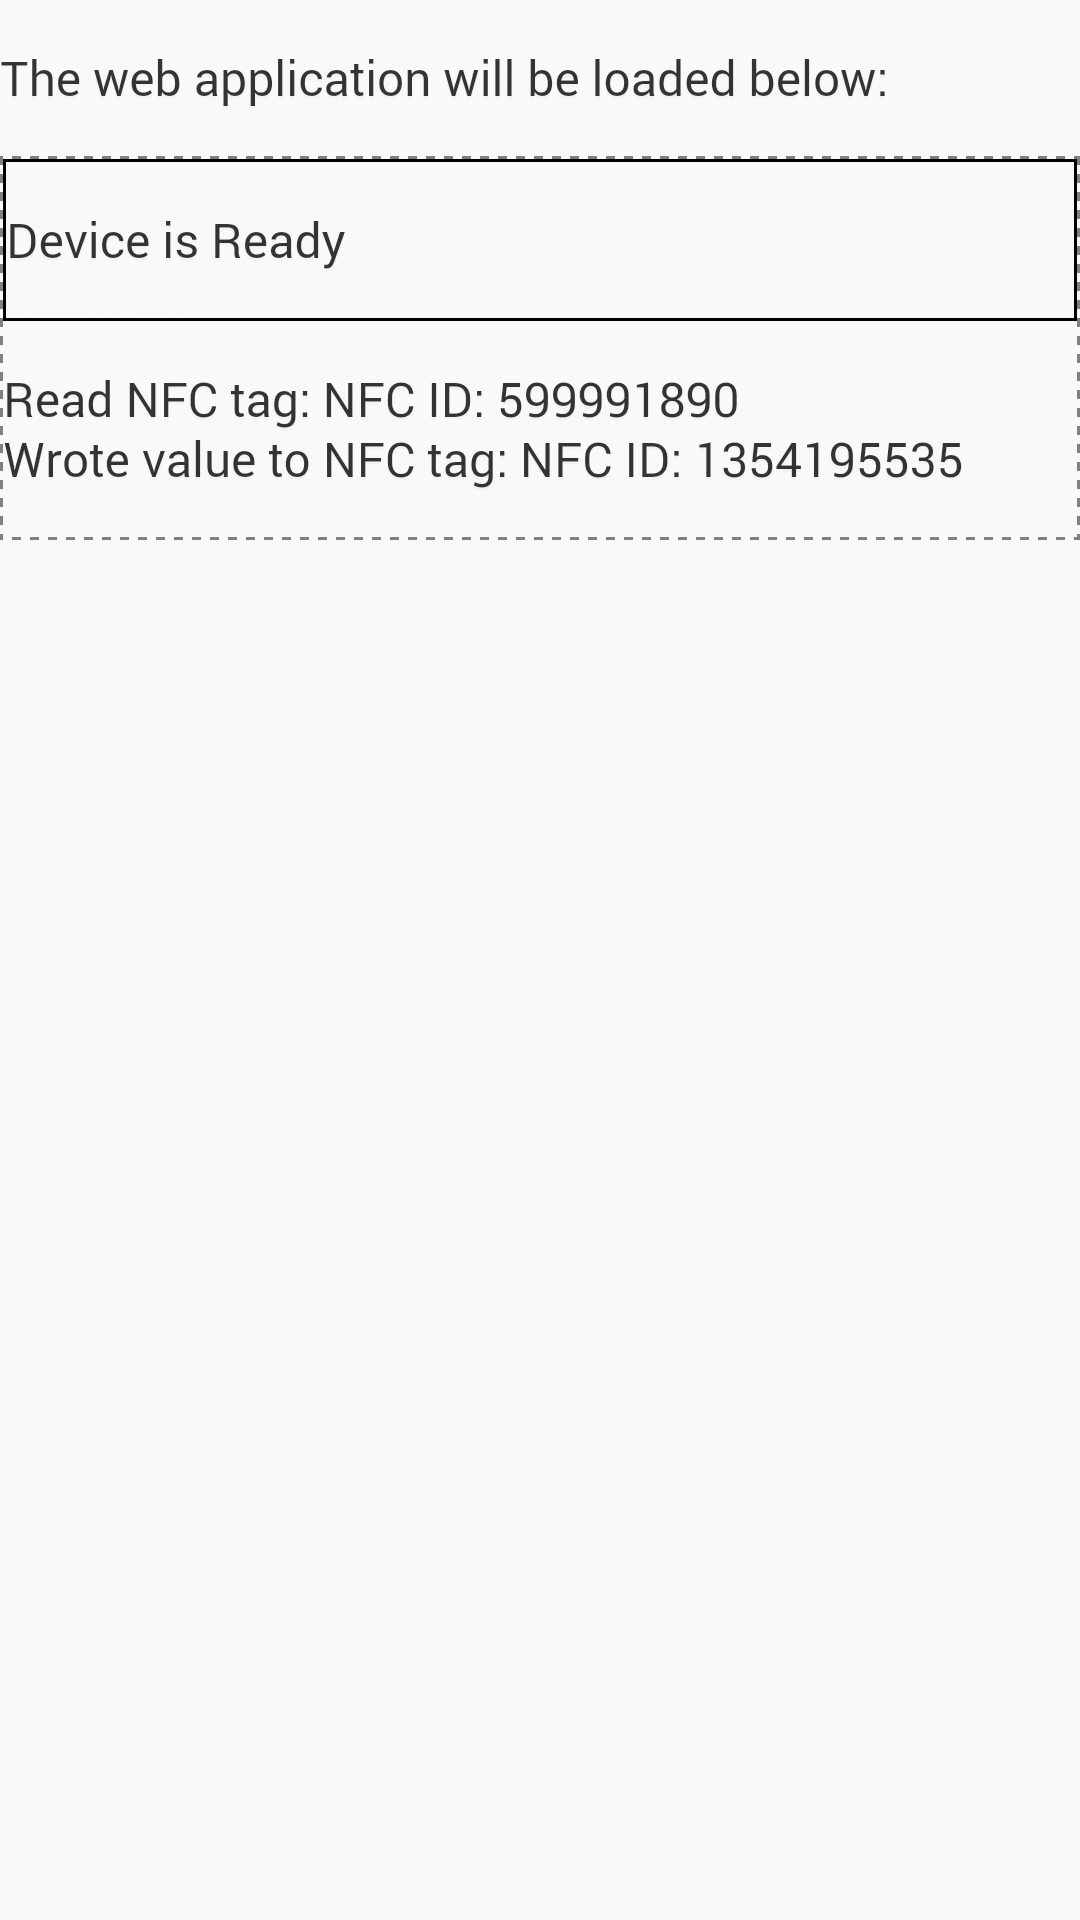 The web application will be loaded below:
Device is Ready
Read NFC tag: NFC ID: 599991890
Wrote value to NFC tag: NFC ID: 1354195535